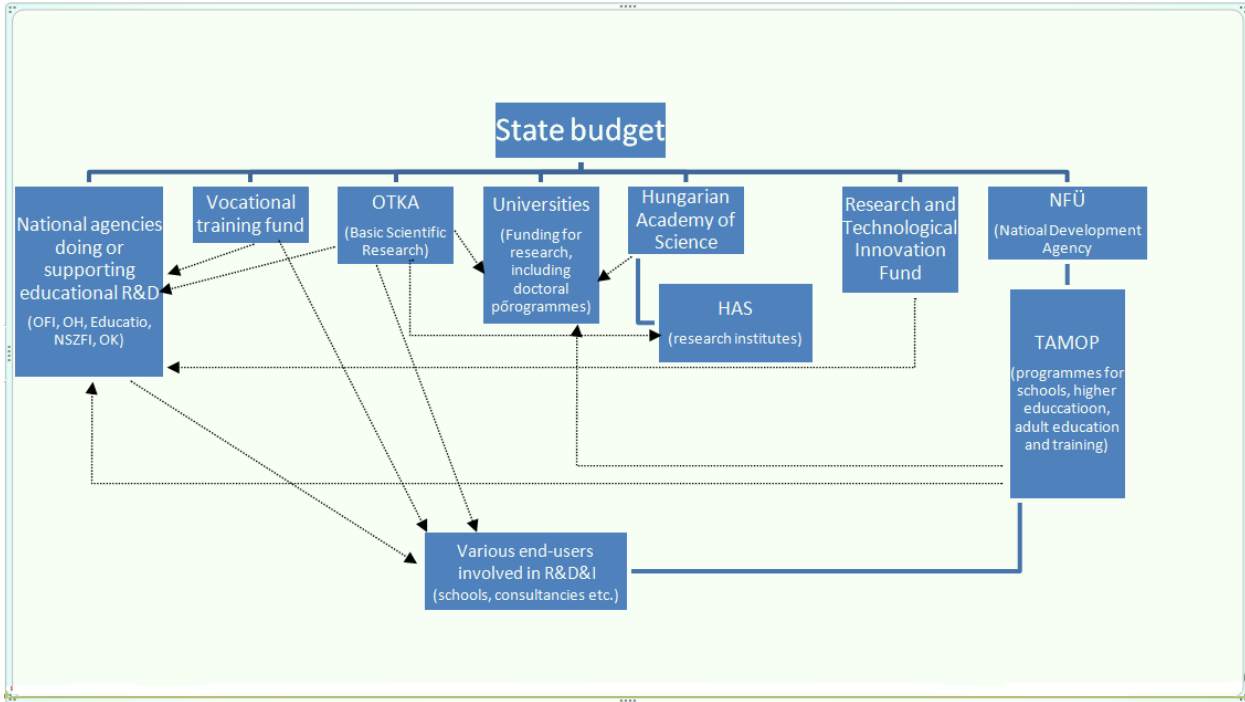 State budget
National agencies
doing or
supporting
educational R&D
(OFI, OH, Educatio,
NSZFI, OK)
Vocational
training fund
OTKA
(Basic Scientific
Research)
Universities
(Funding for
research,
including
doctoral
pőrogrammes)
Hungarian
Academy of
Science
HAS
(research institutes)
Research and
Technological
Innovation
Fund
NFÜ
(Natioal Development
Agency
TAMOP
(programmes for
schools, higher
educcatioon,
adult education
and training)
Various end-users
involved in R&D&I
(schools, consultancies etc.)